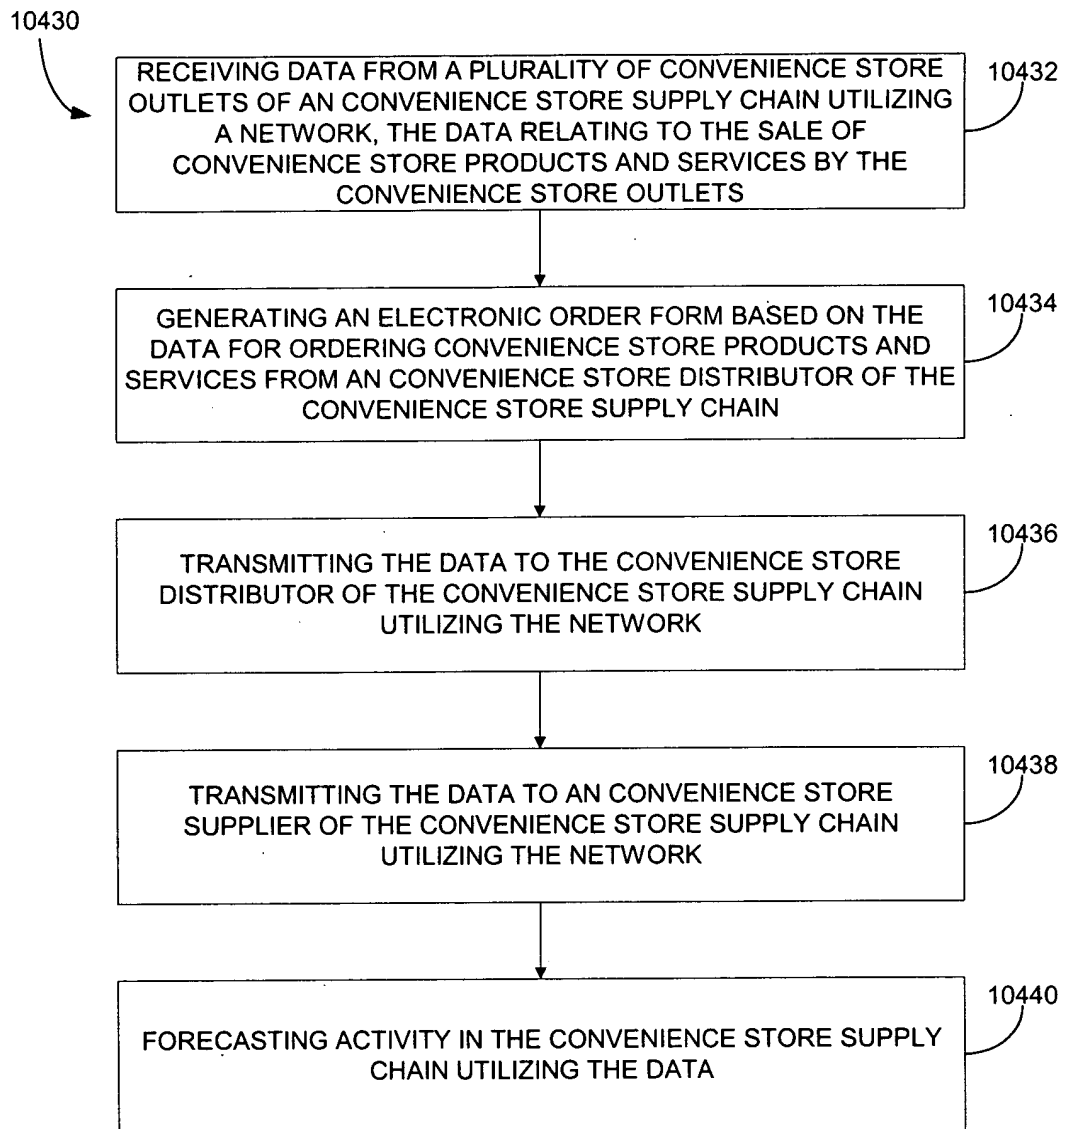 10430
RECEIVING DATA FROM A PLURALITY OF CONVENIENCE STORE
OUTLETS OF AN CONVENIENCE STORE SUPPLY CHAIN UTILIZING
A NETWORK, THE DATA RELATING TO THE SALE OF
CONVENIENCE STORE PRODUCTS AND SERVICES BY THE
CONVENIENCE STORE OUTLETS
10432
GENERATING AN ELECTRONIC ORDER FORM BASED ON THE
DATA FOR ORDERING CONVENIENCE STORE PRODUCTS AND
SERVICES FROM AN CONVENIENCE STORE DISTRIBUTOR OF THE
CONVENIENCE STORE SUPPLY CHAIN
10434
TRANSMITTING THE DATA TO THE CONVENIENCE STORE
DISTRIBUTOR OF THE CONVENIENCE STORE SUPPLY CHAIN
UTILIZING THE NETWORK
10436
TRANSMITTING THE DATA TO AN CONVENIENCE STORE
SUPPLIER OF THE CONVENIENCE STORE SUPPLY CHAIN
UTILIZING THE NETWORK
10438
FORECASTING ACTIVITY IN THE CONVENIENCE STORE SUPPLY
CHAIN UTILIZING THE DATA
10440